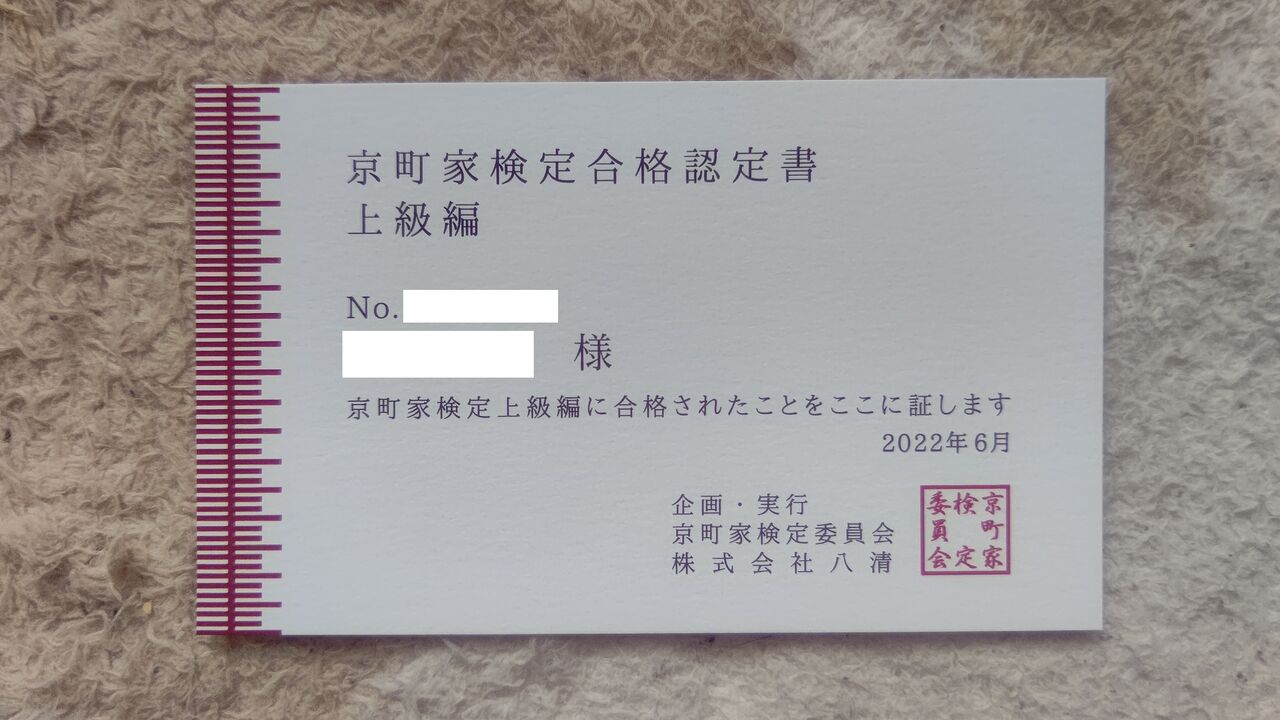 京町家検定合格認定書
上級編
No.
様
京町家検定上級編に合格されたことをここに証します
2022年6月
企画・実行
京町家検定委員会
株式会社八清
京町家
検定
委員会